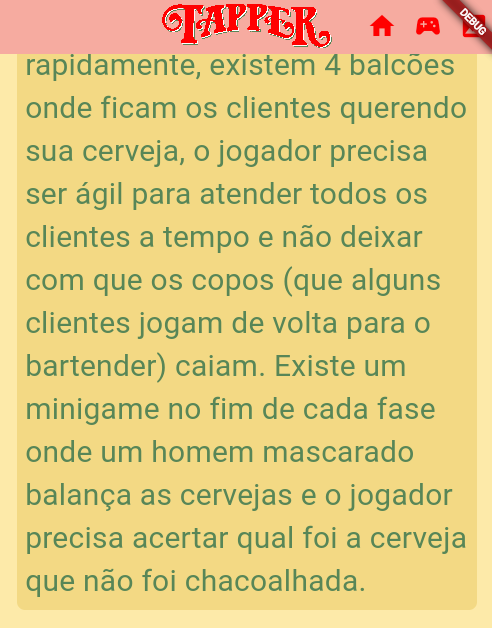 TAPPER
DEBUG
rapidamente, existem 4 balcões
onde ficam os clientes querendo
sua cerveja, o jogador precisa
ser ágil para atender todos os
clientes a tempo e não deixar
com que os copos (que alguns
clientes jogam de volta para o
bartender) caiam. Existe um
minigame no fim de cada fase
onde um homem mascarado
balança as cervejas e o jogador
precisa acertar qual foi a cerveja
que não foi chacoalhada.